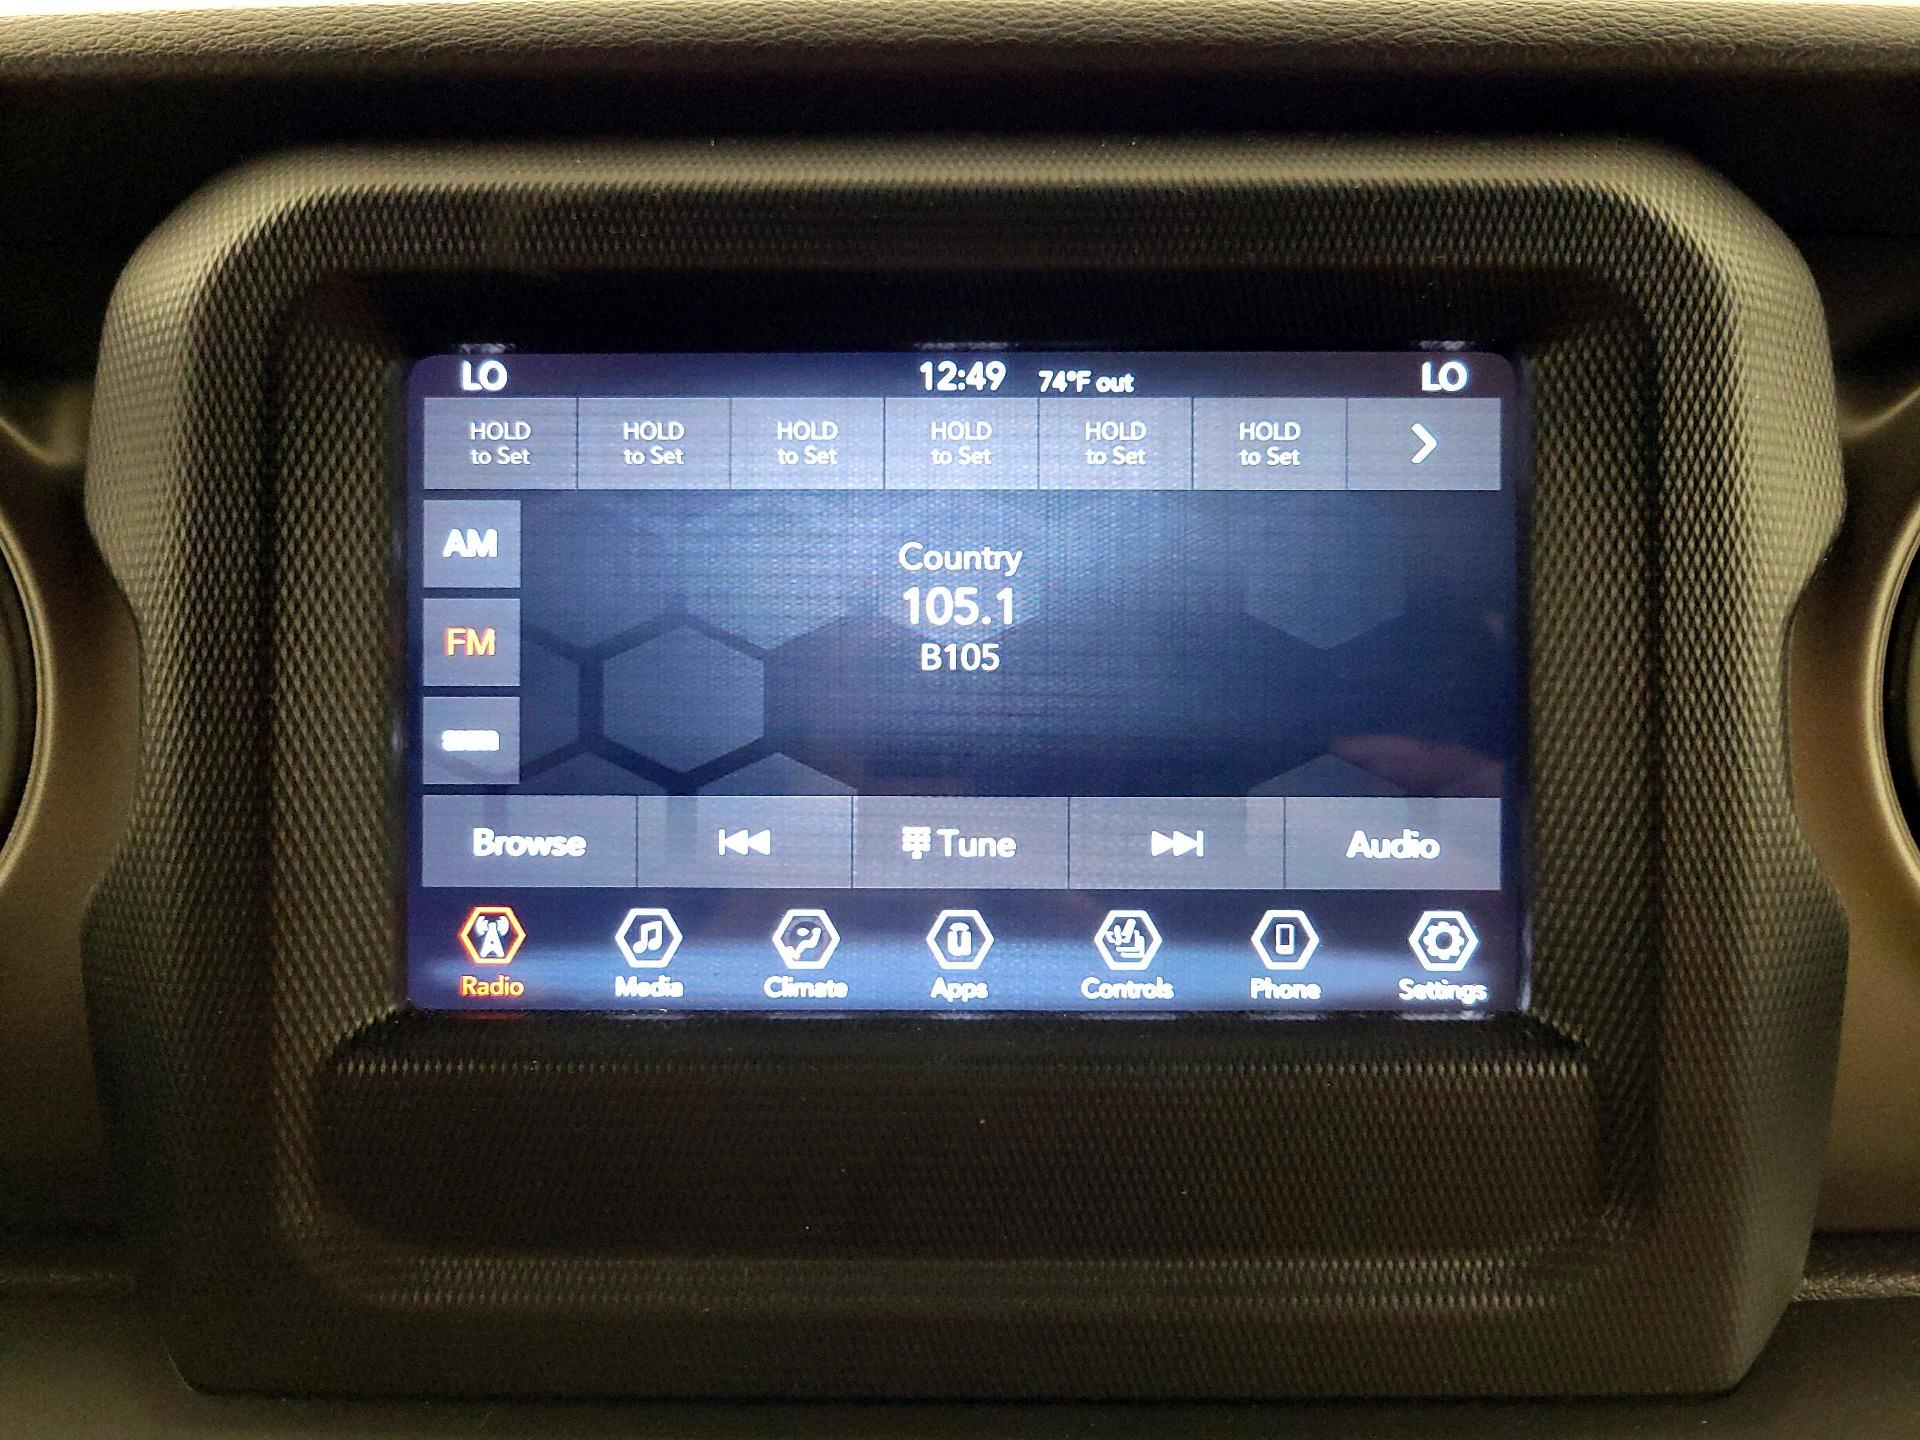 LO 12:49 74°F out LO
HOLD to Set
HOLD to Set
HOLD to Set
HOLD to Set
HOLD to Set
HOLD to Set
AM
FM
Country
105.1
B105
Browse Tune Audio
Radio Media Climate Apps Controls Phone Settings